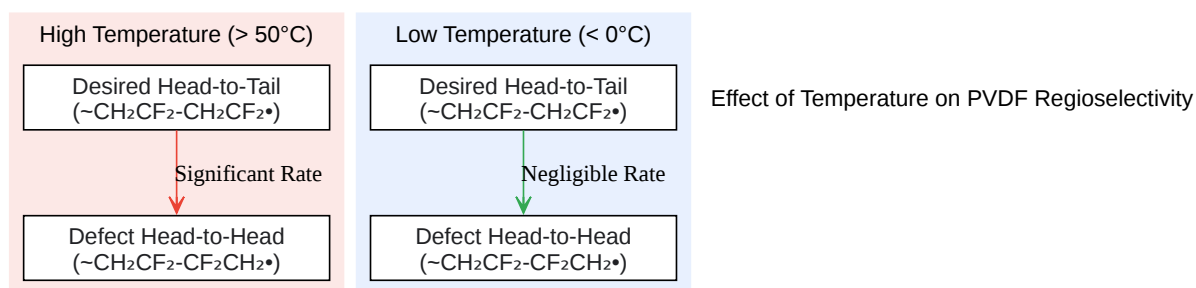 High Temperature (> 50°C)
Desired Head-to-Tail
(~CH₂CF₂-CH₂CF₂•)
Significant Rate
Defect Head-to-Head
(~CH₂CF₂-CF₂CH₂•)
Low Temperature (< 0°C)
Desired Head-to-Tail
(~CH₂CF₂-CH₂CF₂•)
Negligible Rate
Defect Head-to-Head
(~CH₂CF₂-CF₂CH₂•)
Effect of Temperature on PVDF Regioselectivity